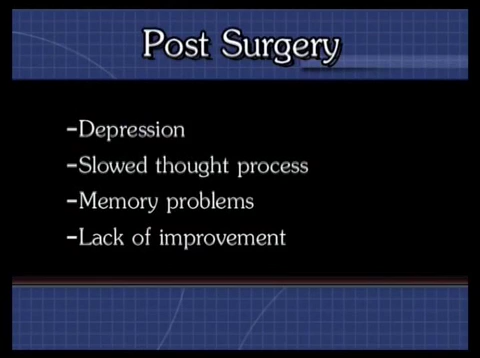 Post Surgery
-Depression
-Slowed thought process
-Memory problems
-Lack of improvement